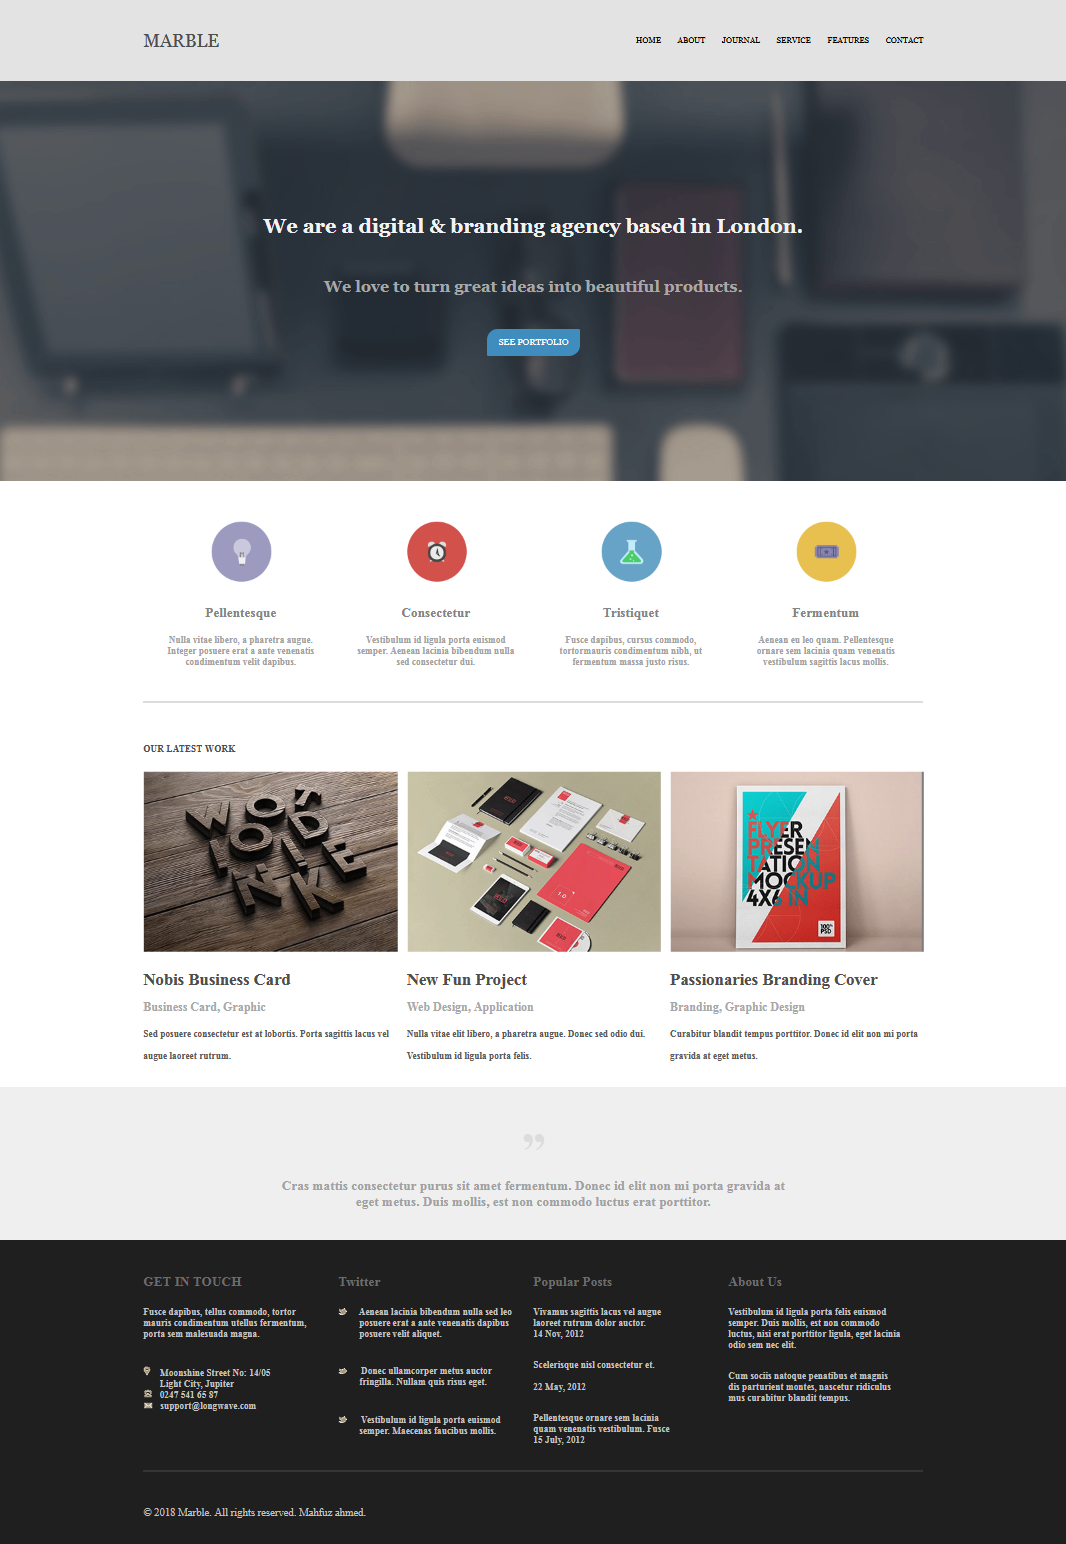 MARBLE
HOME ABOUT JOURNAL SERVICE FEATURES CONTACT
We are a digital & branding agency based in London.
We love to turn great ideas into beautiful products.
SEE PORTFOLIO
Pellentesque
Nulla vitae libero, a pharetra augue.
Integer posuere erat a ante venenatis
condimentum velit dapibus.
Consectetur
Vestibulum id ligula porta euismod
semper. Aenean lacinia bibendum nulla
sed consectetur dui.
Tristiquet
Fusce dapibus, cursus commodo,
tortormauris condimentum nibh, ut
fermentum massa justo risus.
Fermentum
Aenean eu leo quam. Pellentesque
ornare sem lacinia quam venenatis
vestibulum sagittis lacus mollis.
OUR LATEST WORK
FLYER
PRESEN
TATION
MOCKUP
4X6 IN
100%
PSD
Nobis Business Card
Business Card, Graphic
Sed posuere consectetur est at lobortis. Porta sagittis lacus vel
augue laoreet rutrum.
New Fun Project
Web Design, Application
Nulla vitae elit libero, a pharetra augue. Donec sed odio dui.
Vestibulum id ligula porta felis.
Passionaries Branding Cover
Branding, Graphic Design
Curabitur blandit tempus porttitor. Donec id elit non mi porta
gravida at eget metus.
”
Cras mattis consectetur purus sit amet fermentum. Donec id elit non mi porta gravida at
eget metus. Duis mollis, est non commodo luctus erat porttitor.
GET IN TOUCH
Fusce dapibus, tellus commodo, tortor
mauris condimentum utellus fermentum,
porta sem malesuada magna.
Moonshine Street No: 14/05
Light City, Jupiter
0247 541 65 87
support@longwave.com
Twitter
Aenean lacinia bibendum nulla sed leo
posuere erat a ante venenatis dapibus
posuere velit aliquet.
Donec ullamcorper metus auctor
fringilla. Nullam quis risus eget.
Vestibulum id ligula porta euismod
semper. Maecenas faucibus mollis.
Popular Posts
Vivamus sagittis lacus vel augue
laoreet rutrum dolor auctor.
14 Nov, 2012
Scelerisque nisl consectetur et.
22 May, 2012
Pellentesque ornare sem lacinia
quam venenatis vestibulum. Fusce
15 July, 2012
About Us
Vestibulum id ligula porta felis euismod
semper. Duis mollis, est non commodo
luctus, nisi erat porttitor ligula, eget lacinia
odio sem nec elit.
Cum sociis natoque penatibus et magnis
dis parturient montes, nascetur ridiculus
mus curabitur blandit tempus.
© 2018 Marble. All rights reserved. Mahfuz ahmed.